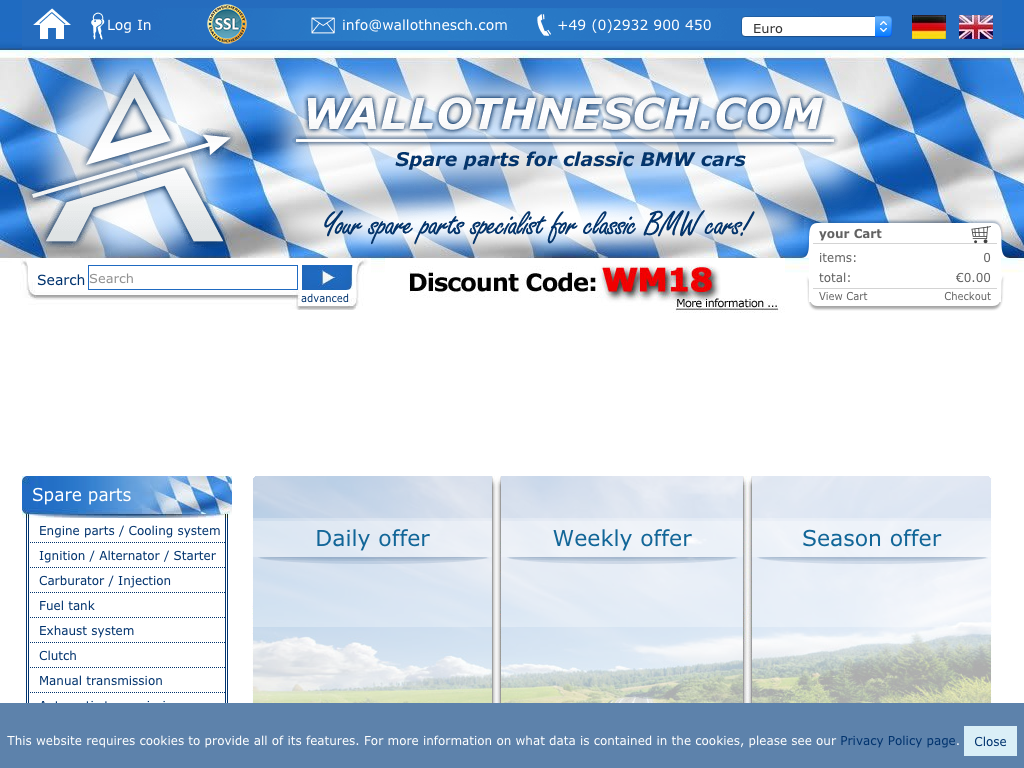 Log In
SSL
info@wallothnesch.com
+49 (0)2932 900 450
Euro
WALLOTHNESCH.COM
Spare parts for classic BMW cars
Your spare parts specialist for classic BMW cars!
your Cart
items: 0
total: €0.00
View Cart Checkout
Search
Search
advanced
Discount Code: WM18
More information ...
Spare parts
Engine parts / Cooling system
Ignition / Alternator / Starter
Carburator / Injection
Fuel tank
Exhaust system
Clutch
Manual transmission
Daily offer
Weekly offer
Season offer
This website requires cookies to provide all of its features. For more information on what data is contained in the cookies, please see our Privacy Policy page.
Close